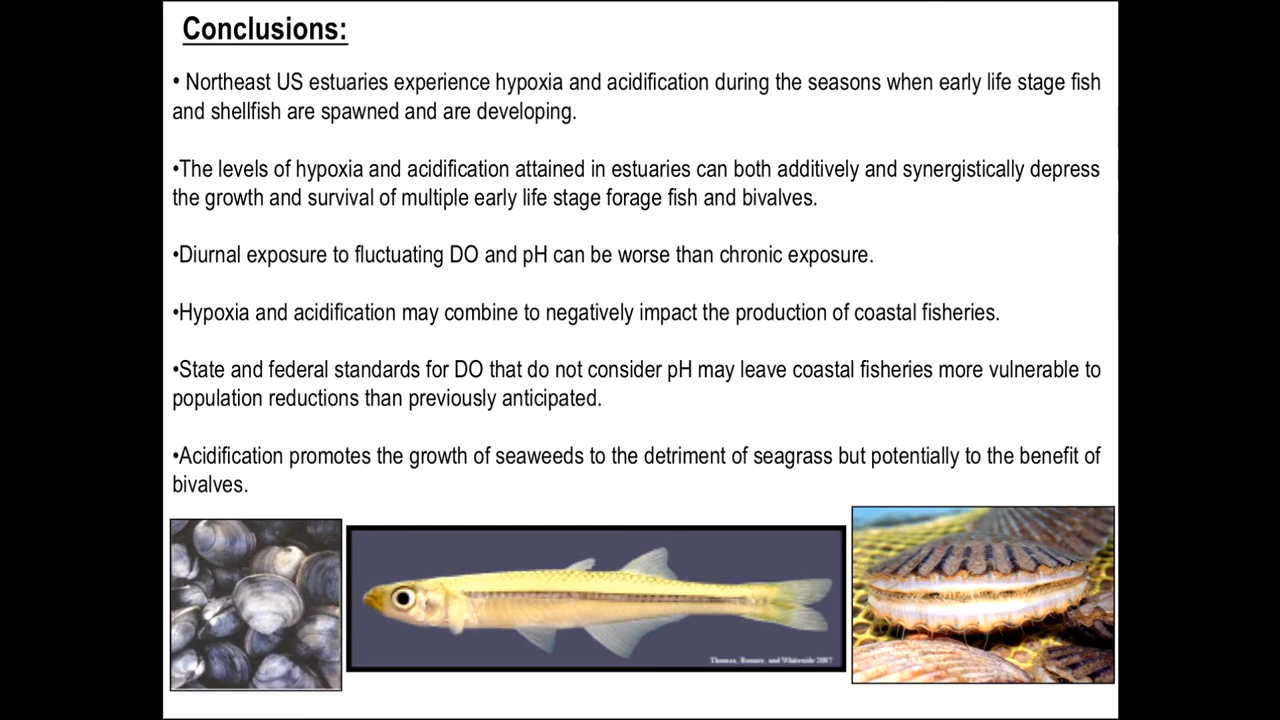 Conclusions:
• Northeast US estuaries experience hypoxia and acidification during the seasons when early life stage fish
and shellfish are spawned and are developing.
•The levels of hypoxia and acidification attained in estuaries can both additively and synergistically depress
the growth and survival of multiple early life stage forage fish and bivalves.
•Diurnal exposure to fluctuating DO and pH can be worse than chronic exposure.
•Hypoxia and acidification may combine to negatively impact the production of coastal fisheries.
•State and federal standards for DO that do not consider pH may leave coastal fisheries more vulnerable to
population reductions than previously anticipated.
•Acidification promotes the growth of seaweeds to the detriment of seagrass but potentially to the benefit of
bivalves.
Thomas, Bonner, and Whiteside 2007